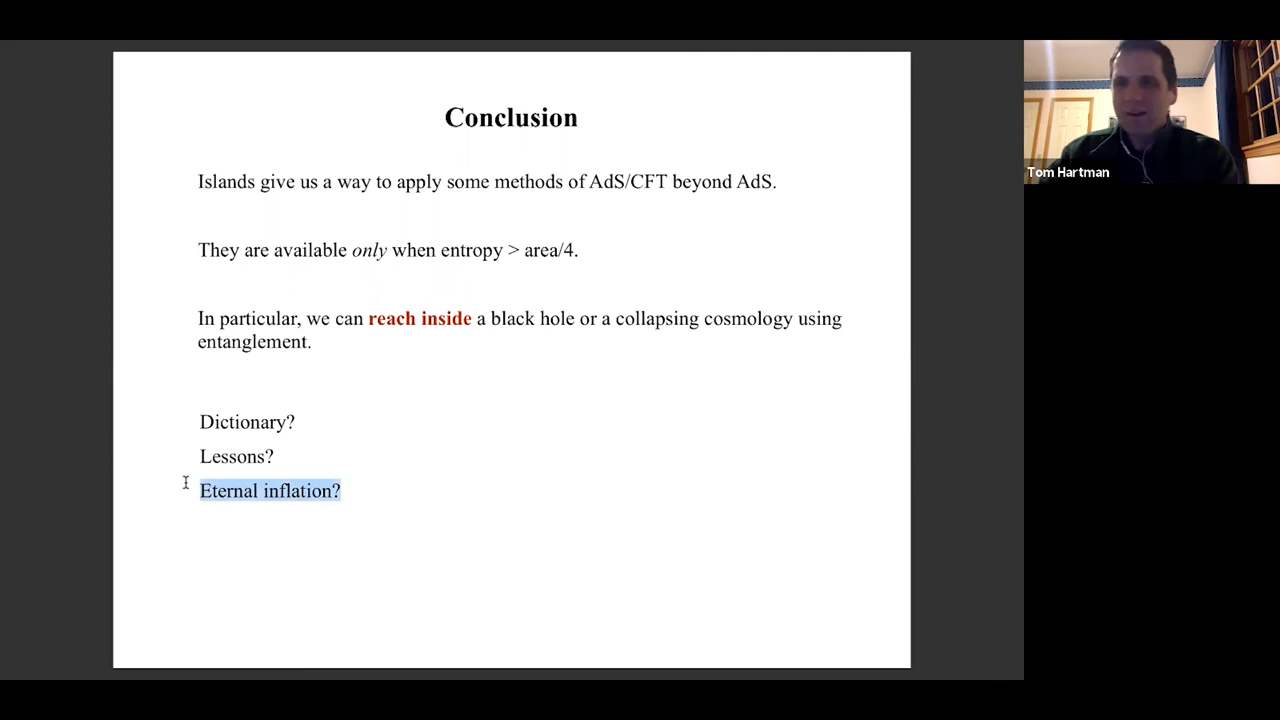 Conclusion
Islands give us a way to apply some methods of AdS/CFT beyond AdS.
They are available only when entropy > area/4.
In particular, we can reach inside a black hole or a collapsing cosmology using
entanglement.
Dictionary?
Lessons?
Eternal inflation?
Tom Hartman